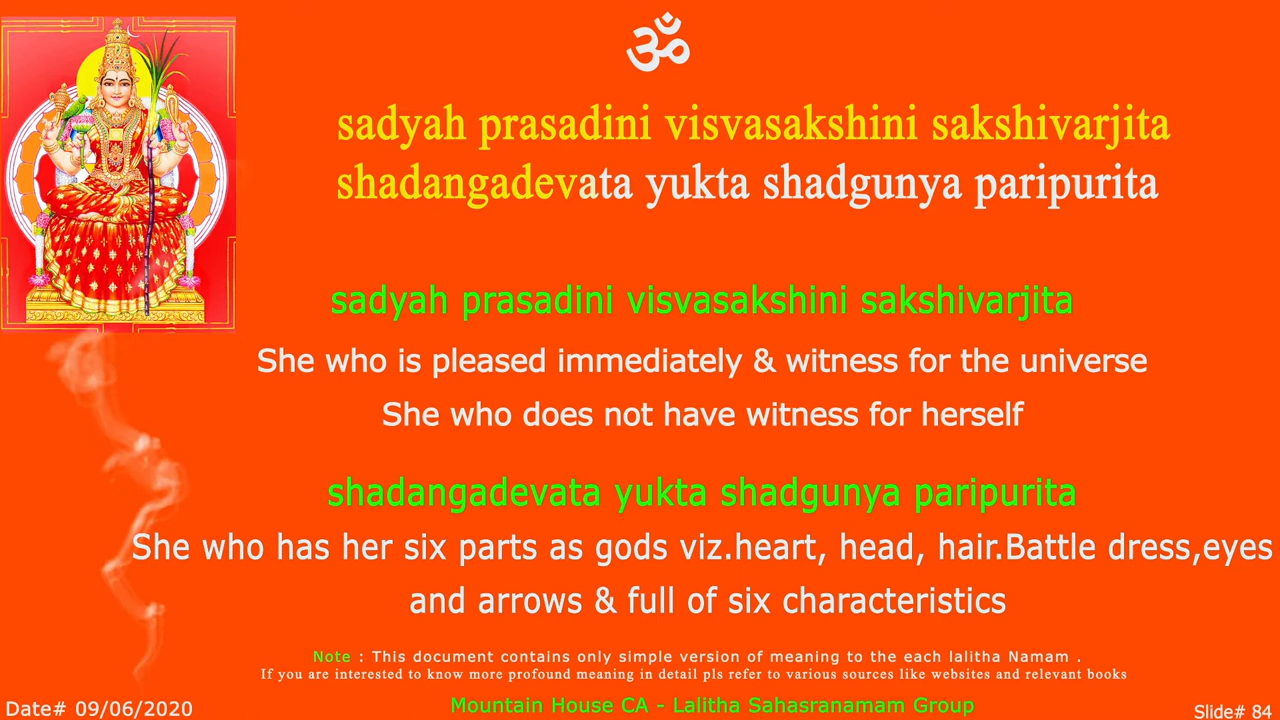 ॐ
sadyah prasadini visvasakshini sakshivarjita
shadangadevata yukta shadgunya paripurita
sadyah prasadini visvasakshini sakshivarjita
She who is pleased immediately & witness for the universe
She who does not have witness for herself
shadangadevata yukta shadgunya paripurita
She who has her six parts as gods viz.heart, head, hair.Battle dress,eyes
and arrows & full of six characteristics
Note : This document contains only simple version of meaning to the each lalitha Namam .
If you are interested to know more profound meaning in detail pls refer to various sources like websites and relevant books
Mountain House CA - Lalitha Sahasranamam Group
Date# 09/06/2020
Slide# 84